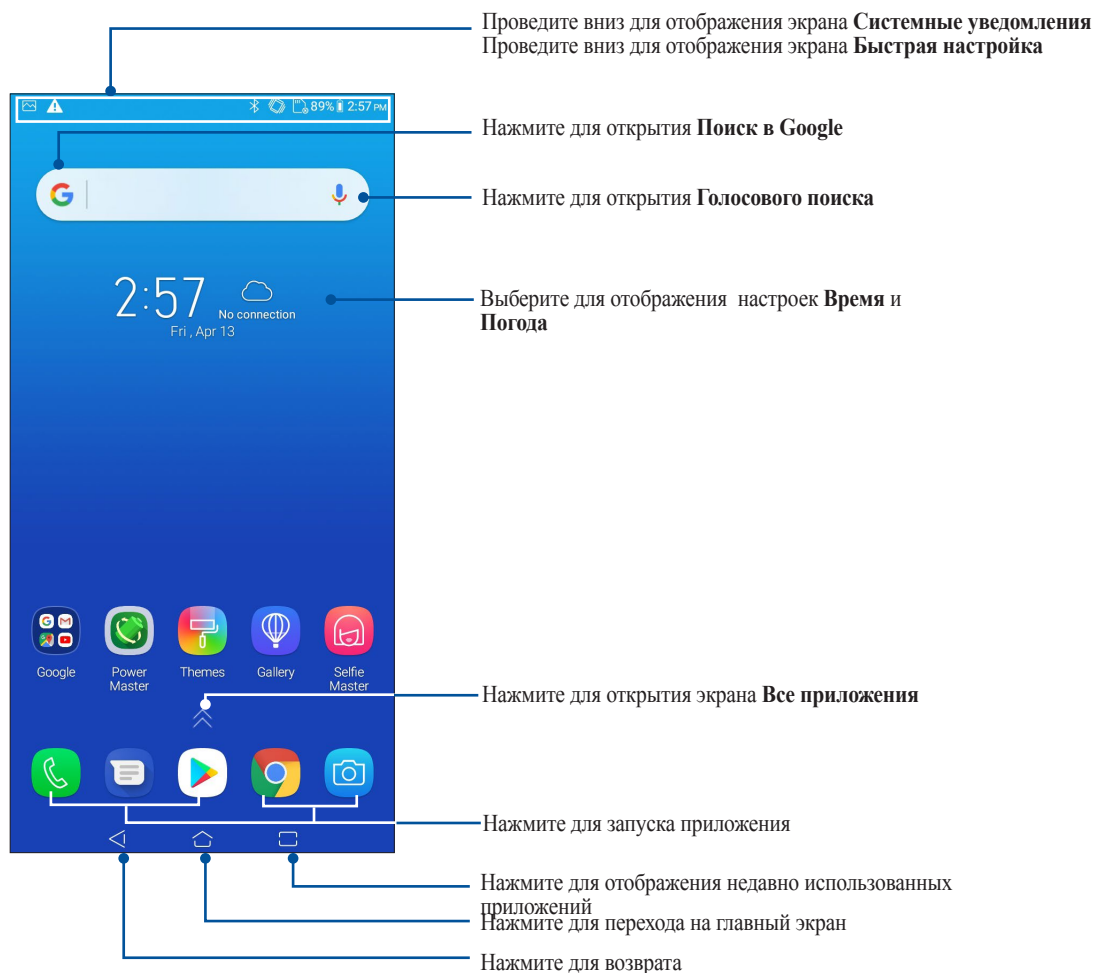 Проведите вниз для отображения экрана Системные уведомления
Проведите вниз для отображения экрана Быстрая настройка
89% 2:57 PM
Нажмите для открытия Поиск в Google
G
Нажмите для открытия Голосового поиска
2:57
No connection
Fri , Apr 13
Выберите для отображения настроек Время и
Погода
Google
Power
Master
Themes
Gallery
Selfie
Master
Нажмите для открытия экрана Все приложения
Нажмите для запуска приложения
Нажмите для отображения недавно использованных
приложений
Нажмите для перехода на главный экран
Нажмите для возврата